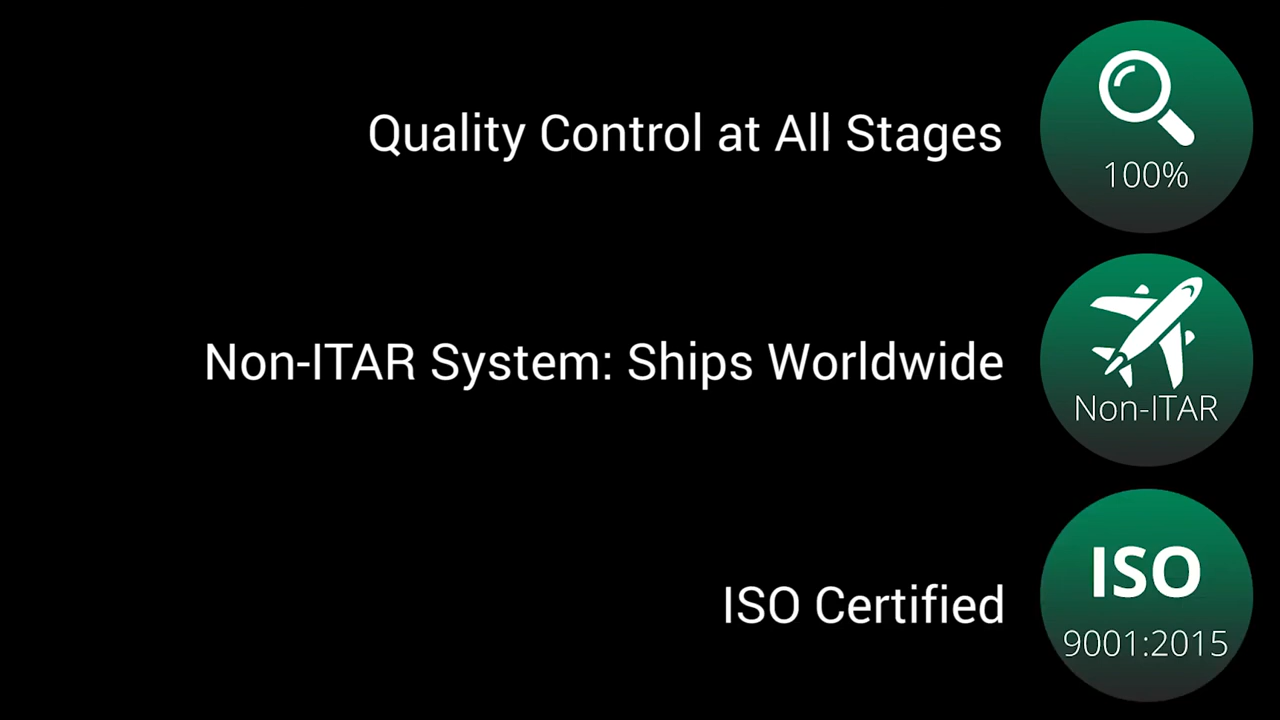 Quality Control at All Stages
100%
Non-ITAR System: Ships Worldwide
Non-ITAR
ISO Certified
ISO
9001:2015